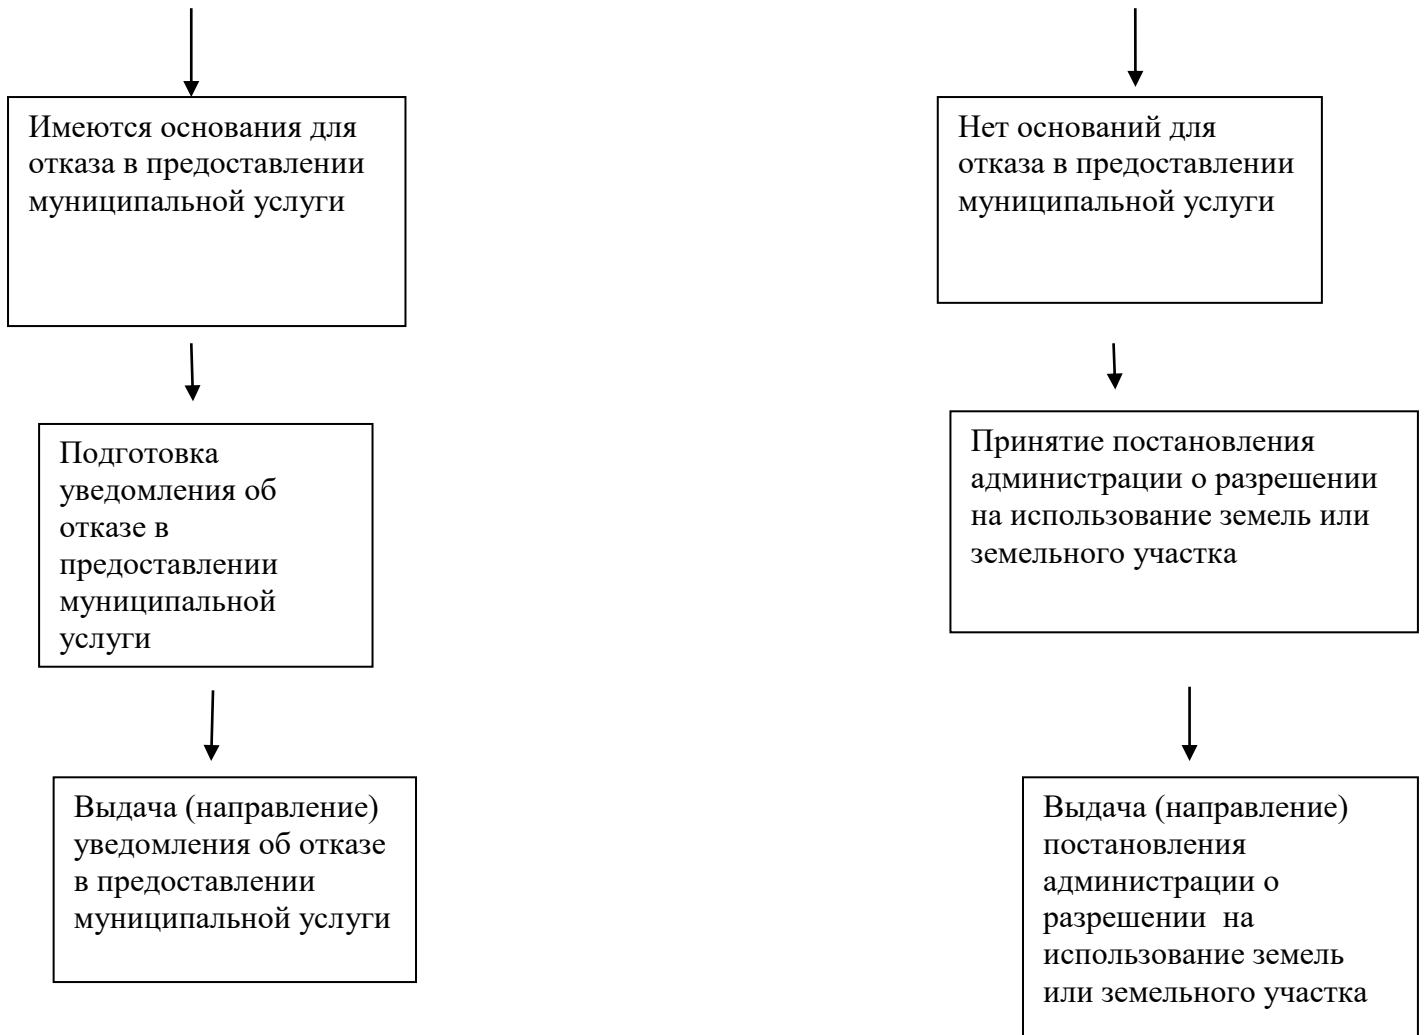 Имеются основания для
отказа в предоставлении
муниципальной услуги
Нет оснований для
отказа в предоставлении
муниципальной услуги
Подготовка
уведомления об
отказе в
предоставлении
муниципальной
услуги
Принятие постановления
администрации о разрешении
на использование земель или
земельного участка
Выдача (направление)
уведомления об отказе
в предоставлении
муниципальной услуги
Выдача (направление)
постановления
администрации о
разрешении  на
использование земель
или земельного участка